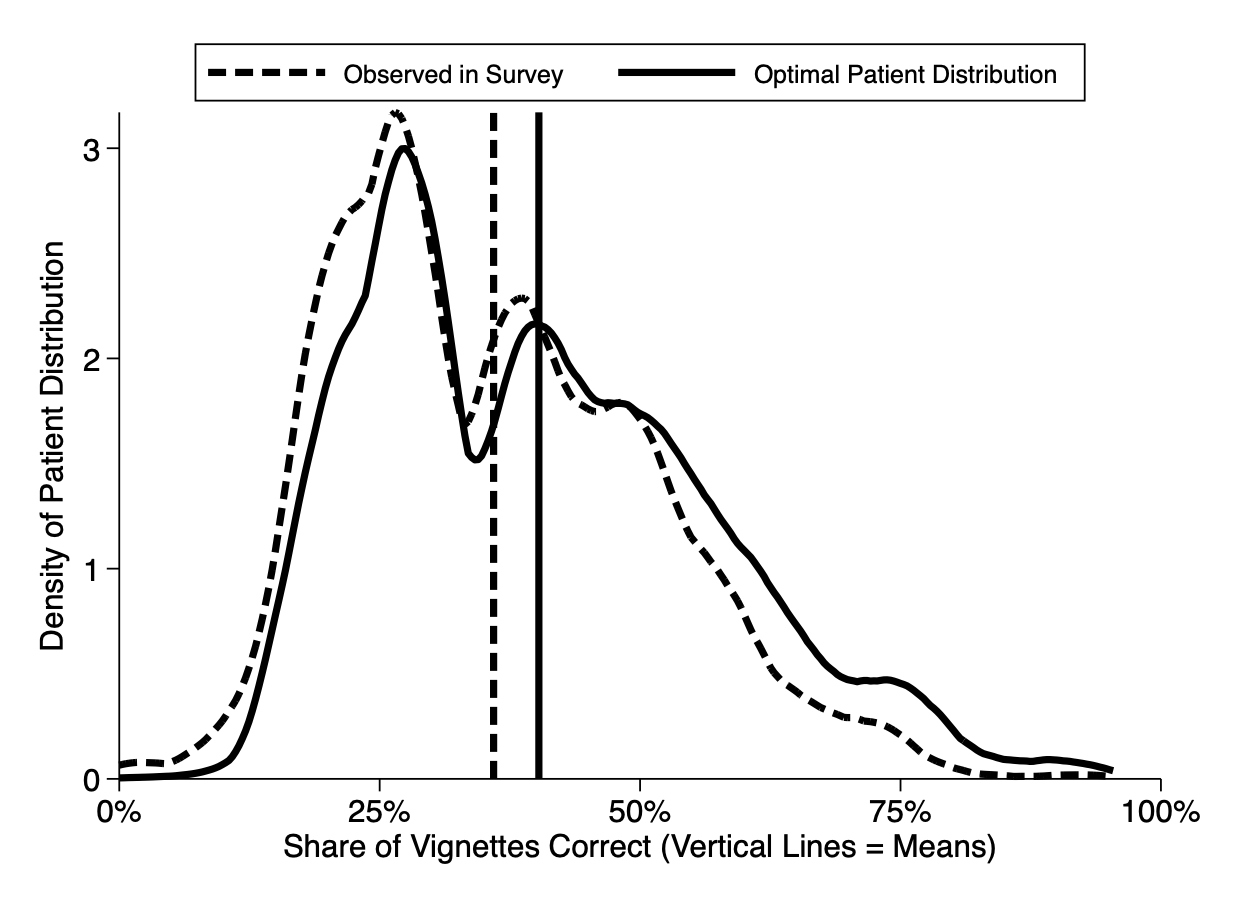 Observed in Survey
Optimal Patient Distribution
Density of Patient Distribution
3
2
1
0
0%
25%
50%
75%
100%
Share of Vignettes Correct (Vertical Lines = Means)